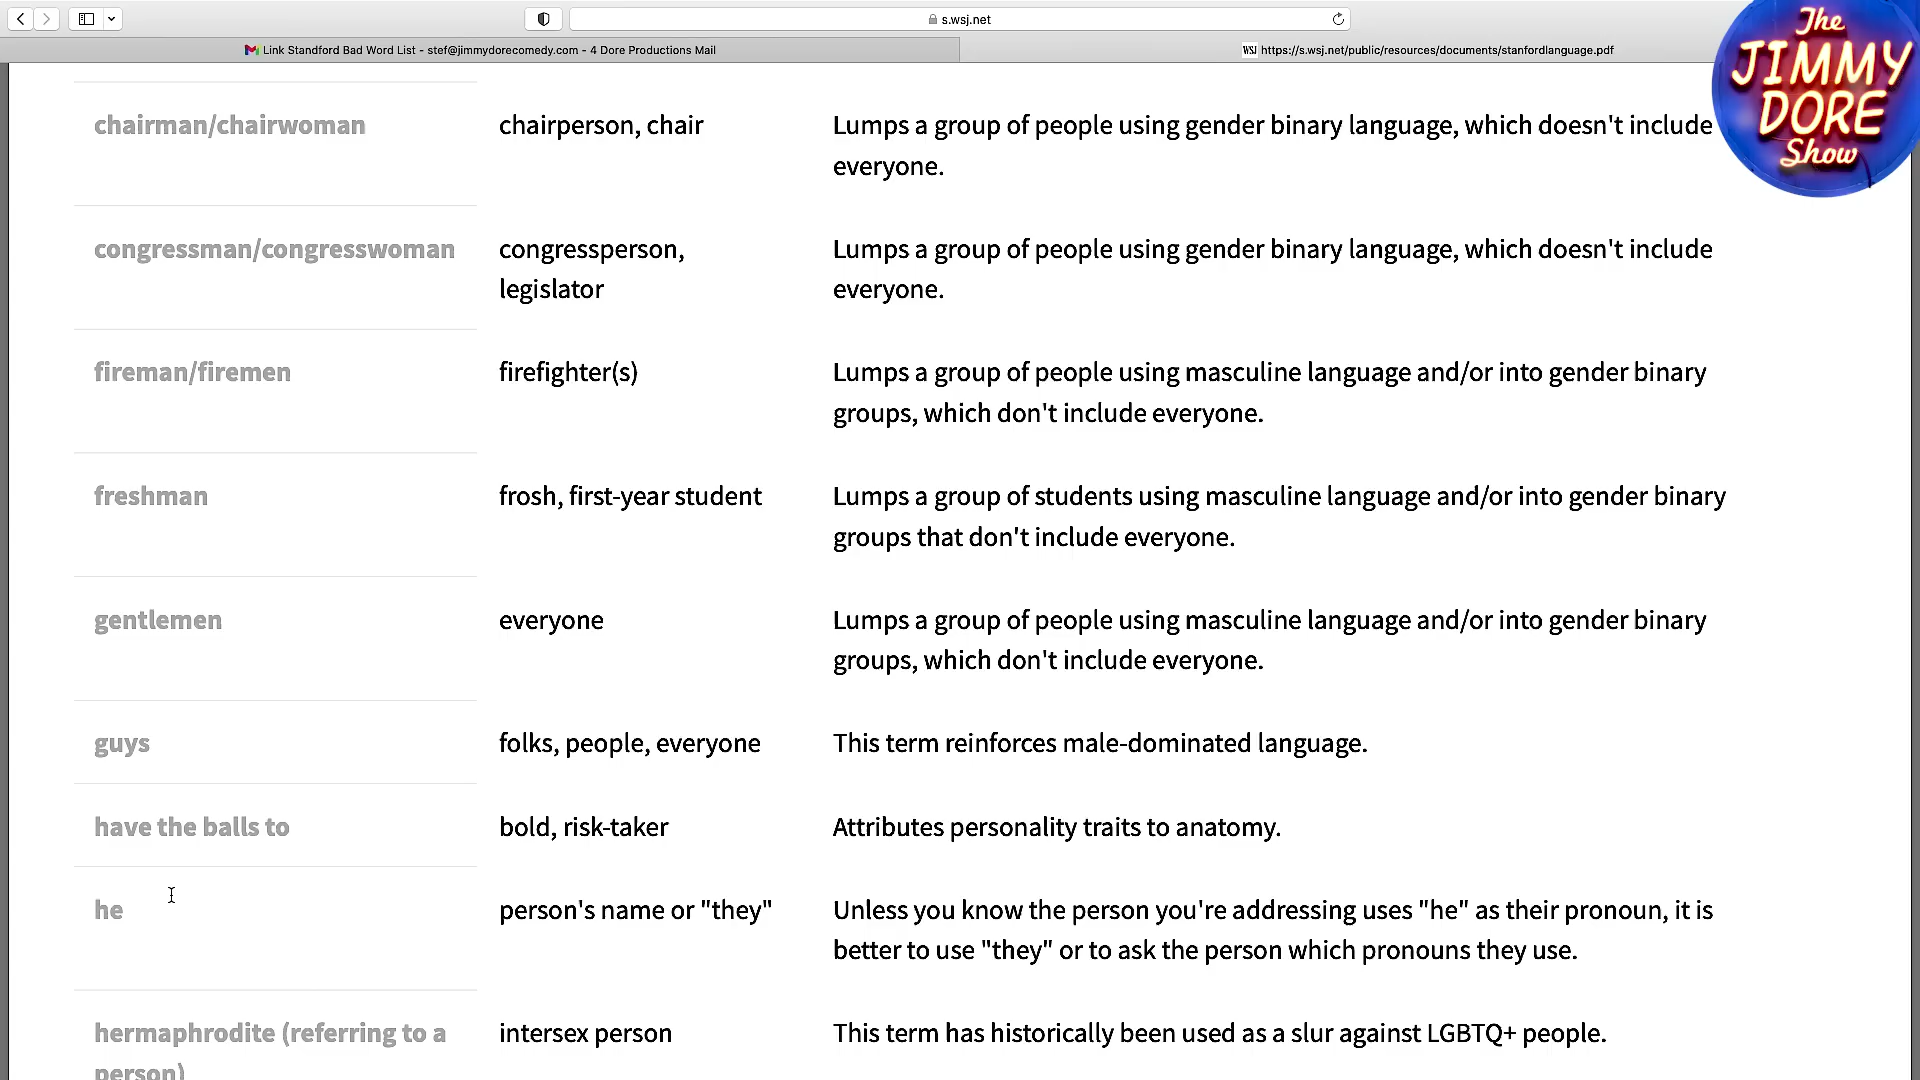 s.wsj.net
Link Standford Bad Word List - stef@jimmydorecomedy.com - 4 Dore Productions Mail
WSJ https://s.wsj.net/public/resources/documents/stanfordlanguage.pdf
The
JIMMY
DORE
Show
chairman/chairwoman
chairperson, chair
Lumps a group of people using gender binary language, which doesn't include
everyone.
congressman/congresswoman
congressperson,
legislator
Lumps a group of people using gender binary language, which doesn't include
everyone.
fireman/firemen
firefighter(s)
Lumps a group of people using masculine language and/or into gender binary
groups, which don't include everyone.
freshman
frosh, first-year student
Lumps a group of students using masculine language and/or into gender binary
groups that don't include everyone.
gentlemen
everyone
Lumps a group of people using masculine language and/or into gender binary
groups, which don't include everyone.
guys
folks, people, everyone
This term reinforces male-dominated language.
have the balls to
bold, risk-taker
Attributes personality traits to anatomy.
he
person's name or "they"
Unless you know the person you're addressing uses "he" as their pronoun, it is
better to use "they" or to ask the person which pronouns they use.
hermaphrodite (referring to a
person)
intersex person
This term has historically been used as a slur against LGBTQ+ people.